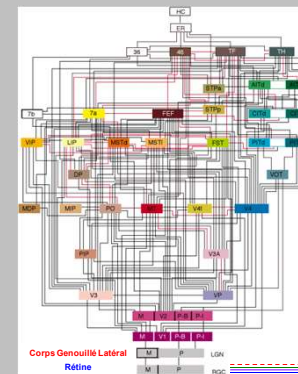 HC
ER
36 46 TF TH
STPa
AITd
7b 7a FEF STPp CITd
VIP LIP MSTd MSTl FST PITd
DP VOT
MDP MIP PO MT V4t V4
PIP V3A
V3 VP
M V2 P-B P-I
M V1 P-B P-I
Corps Genouillé Latéral M P LGN
Rétine M P RGC